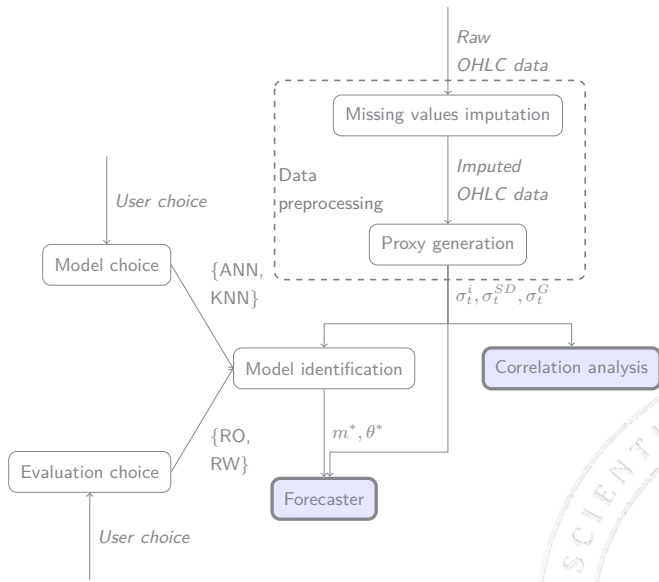 Raw
OHLC data
Missing values imputation
Imputed
OHLC data
Data
preprocessing
Proxy generation
User choice
Model choice
{ANN,
KNN}
σ_t^i, σ_t^{SD}, σ_t^G
Model identification
Correlation analysis
{RO,
RW}
m*, θ*
Evaluation choice
Forecaster
User choice
SCIENTI